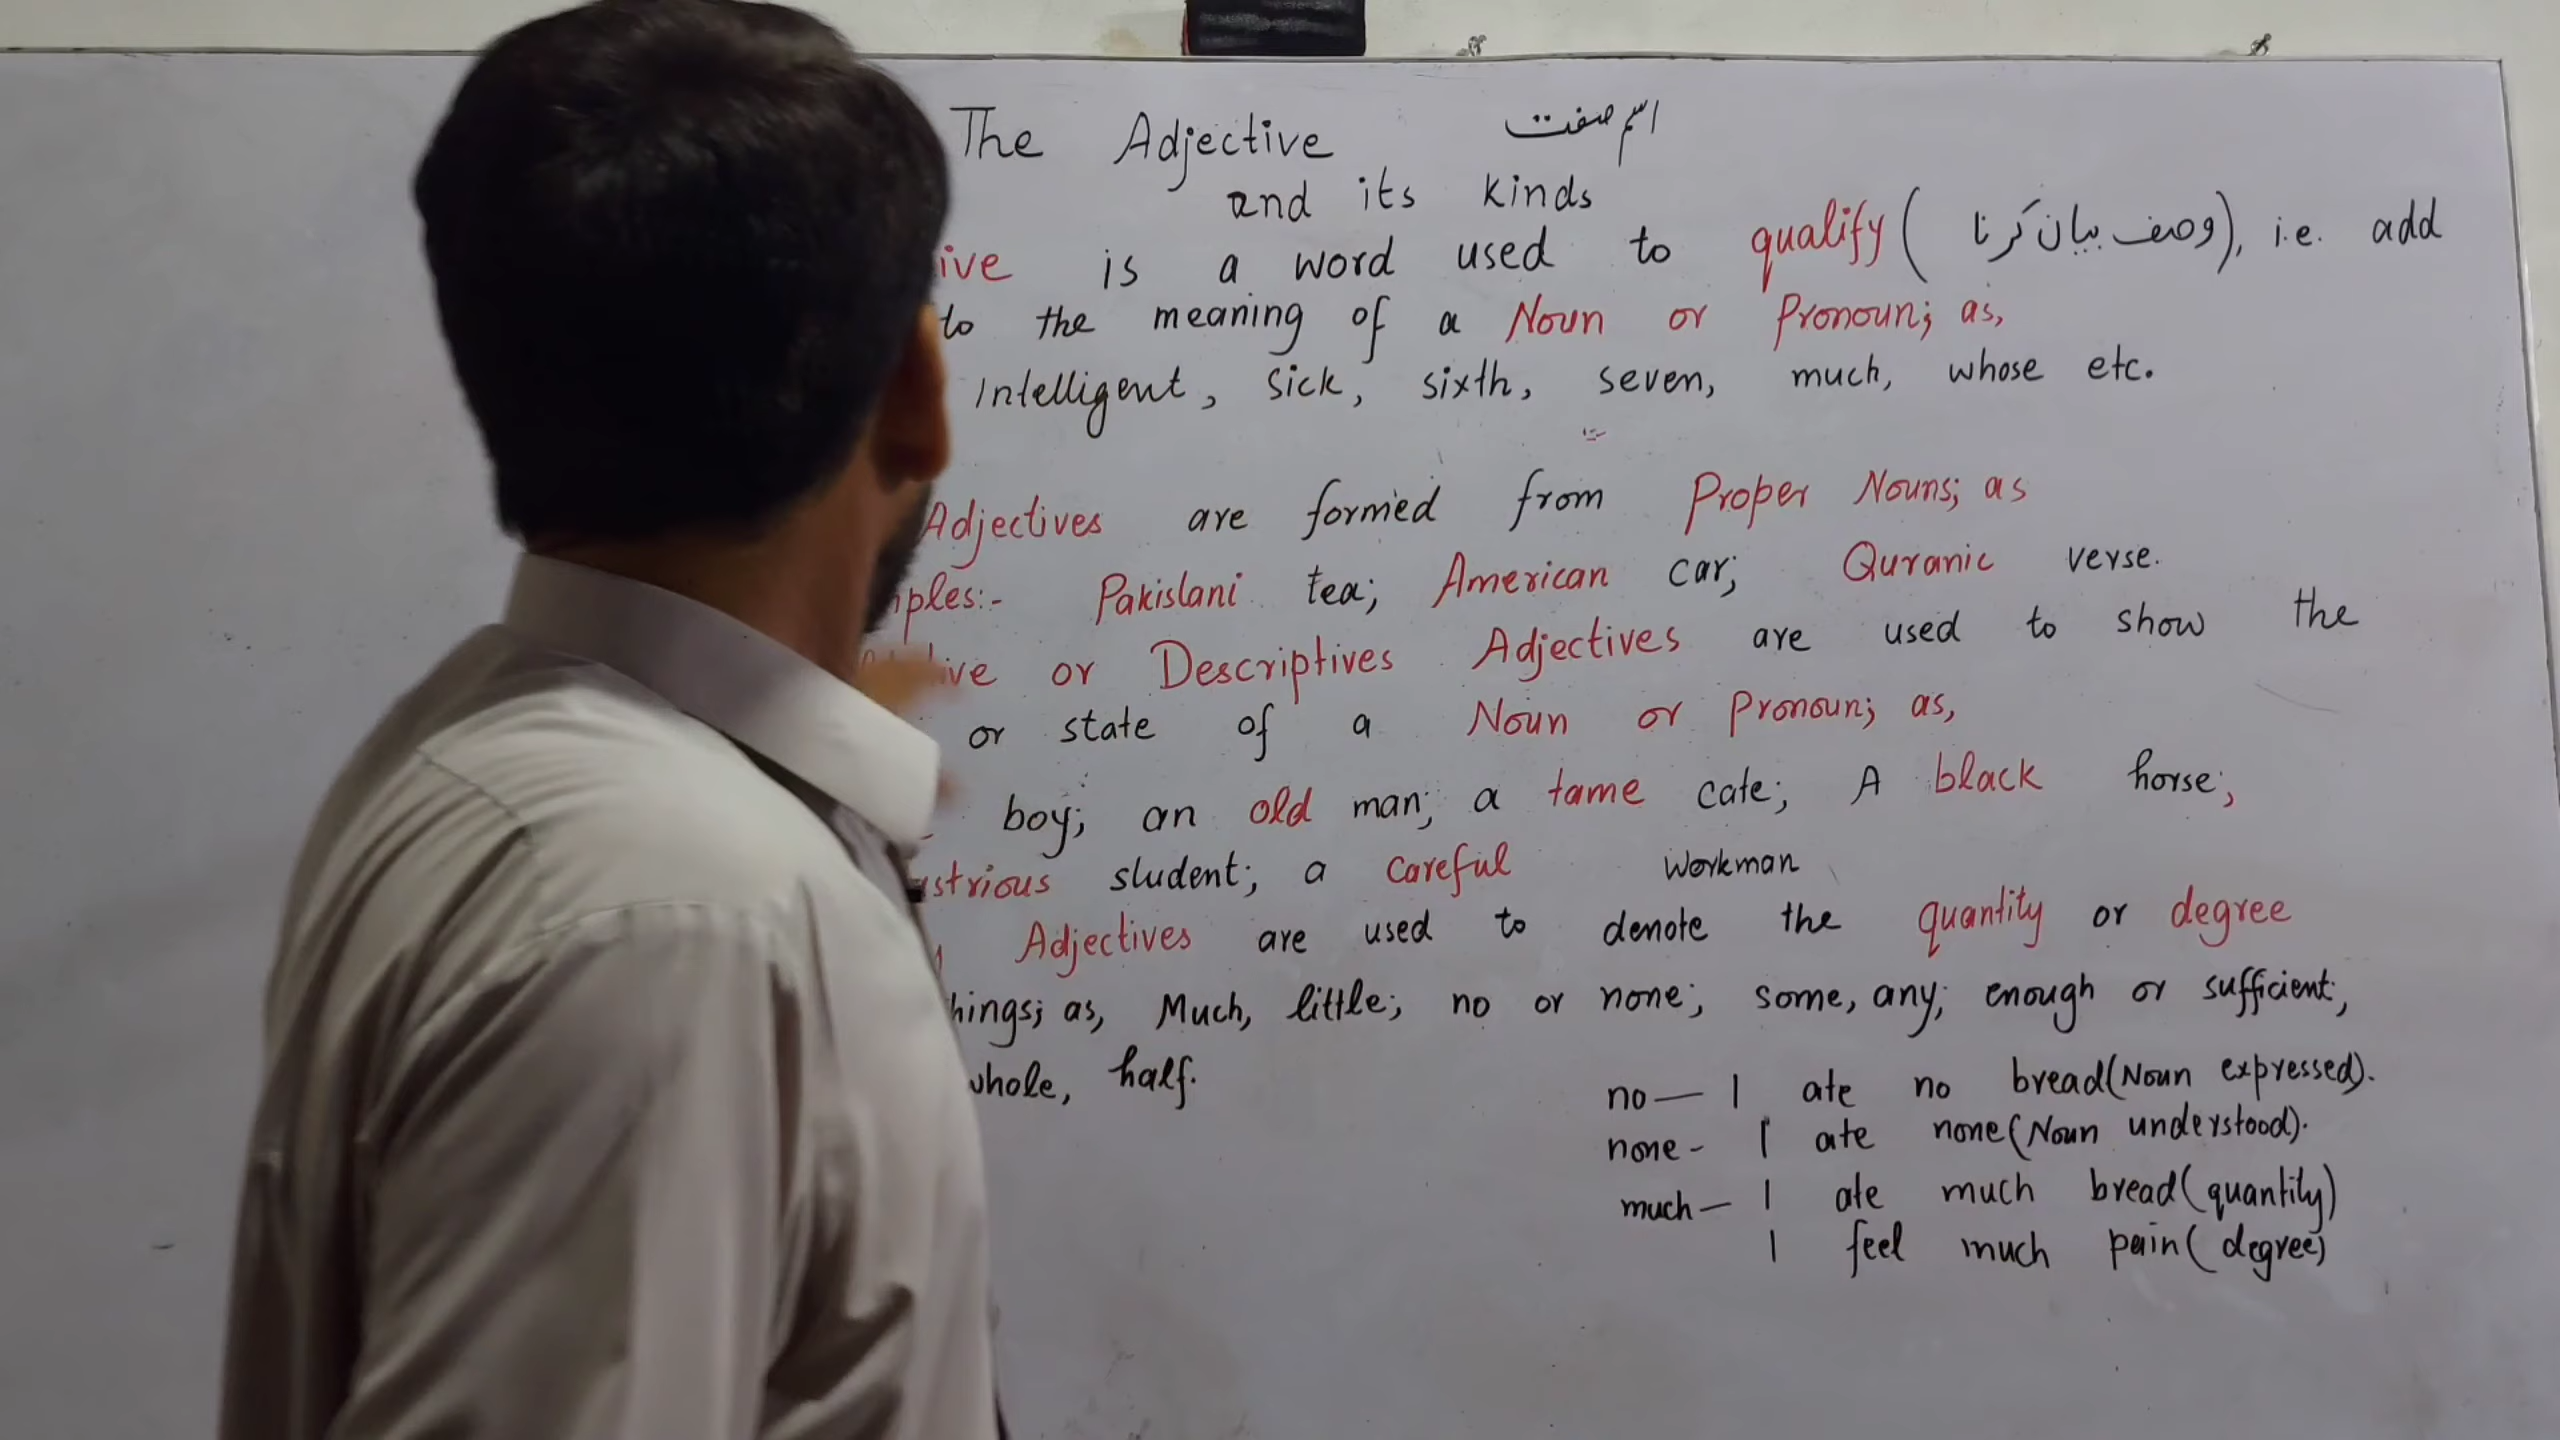 The Adjective اسم صفت
and its kinds
ive is a word used to qualify ( وصف بیان کرنا ), i.e. add
to the meaning of a Noun or Pronoun; as,
Intelligent, sick, sixth, seven, much, whose etc.
Adjectives are formed from Proper Nouns; as
ples:- Pakistani tea; American car; Quranic verse.
ive or Descriptives Adjectives are used to show the
or state of a Noun or Pronoun; as,
boy; an old man; a tame cate; A black horse;
strious student; a careful workman
Adjectives are used to denote the quantity or degree
hings; as, Much, little; no or none; some, any; enough or sufficient;
whole, half.
no — I ate no bread (Noun expressed).
none - I ate none (Noun understood).
much — I ate much bread (quantity)
I feel much pain (degree)